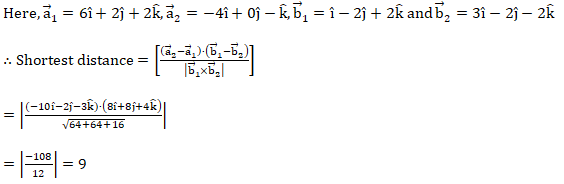 Here, a⃗₁ = 6î + 2ĵ + 2k̂, a⃗₂ = −4î + 0ĵ − k̂, b⃗₁ = î − 2ĵ + 2k̂ and b⃗₂ = 3î − 2ĵ − 2k̂
∴ Shortest distance = [(a⃗₂−a⃗₁)·(b⃗₁−b⃗₂) / |b⃗₁×b⃗₂|]
= |(−10î−2ĵ−3k̂)·(8î+8ĵ+4k̂) / √64+64+16|
= |−108 / 12| = 9